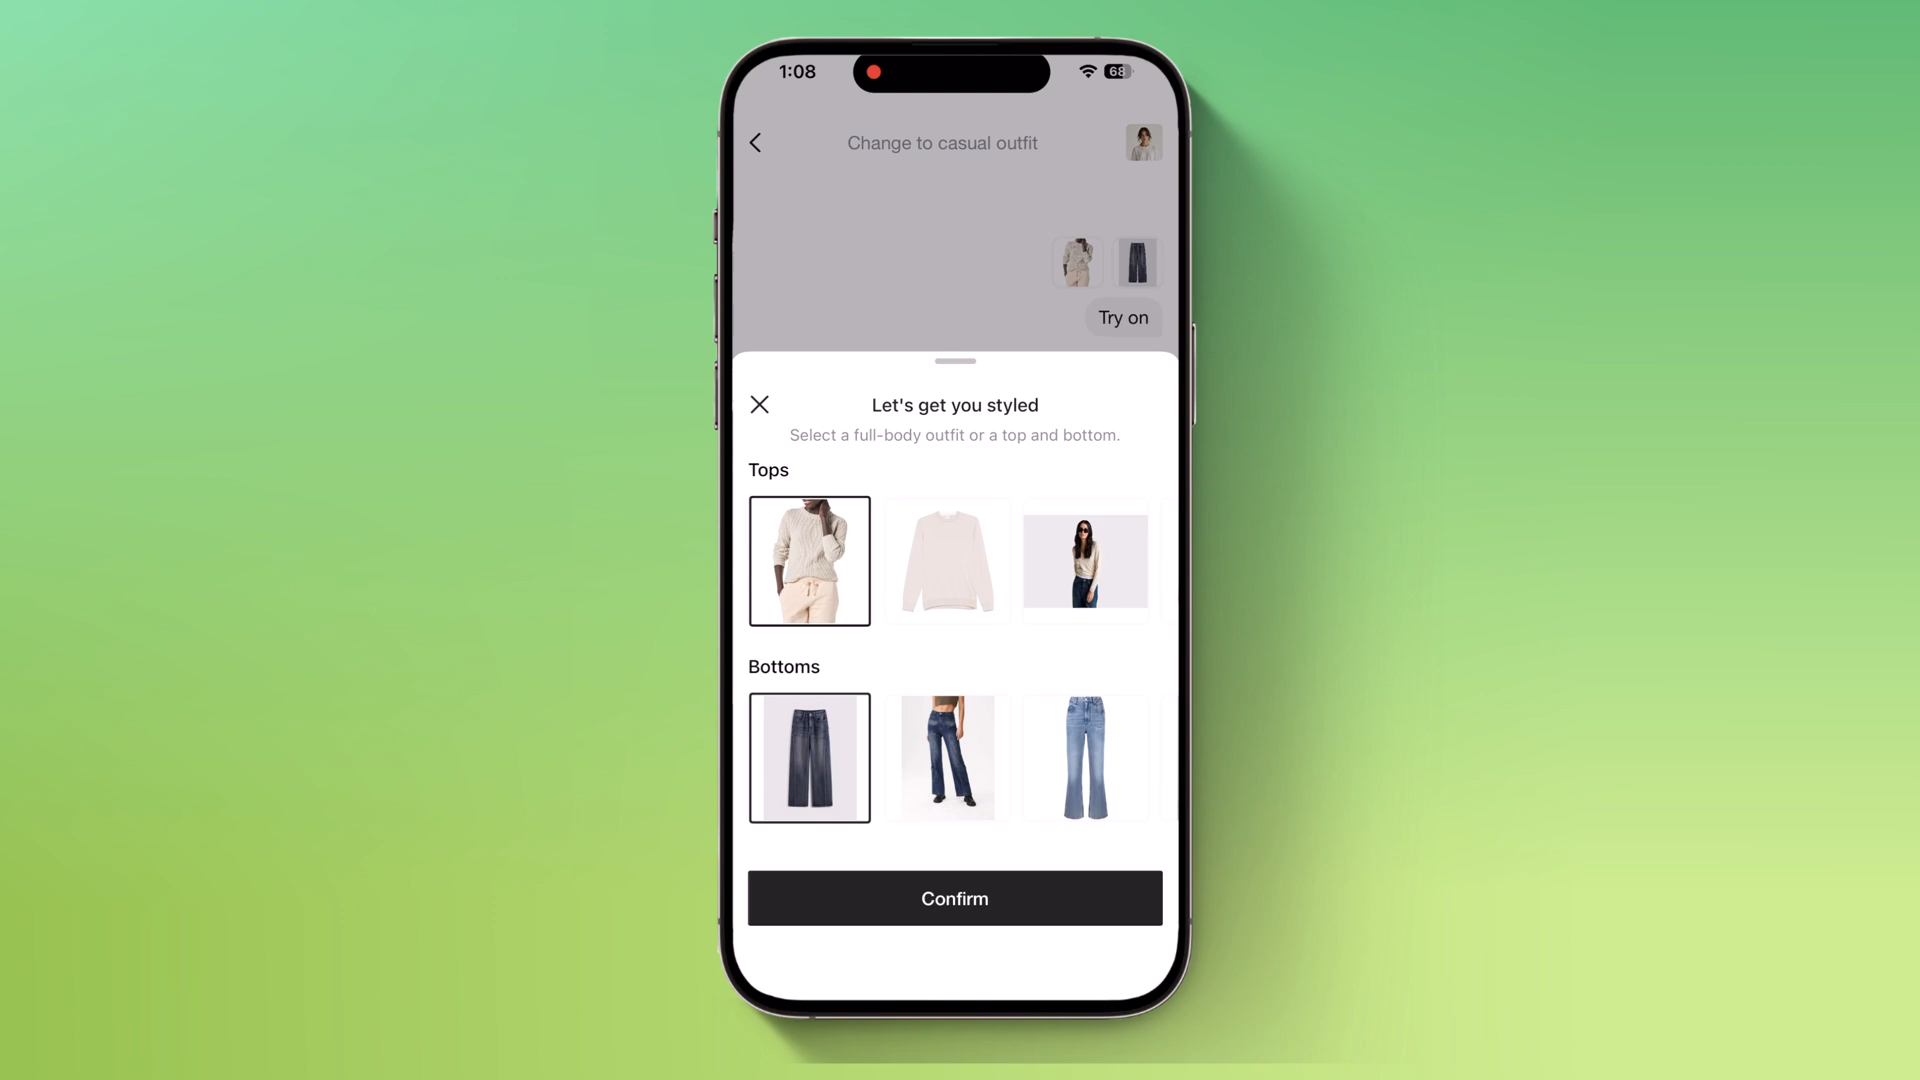 1:08
68
Change to casual outfit
Try on
Let's get you styled
Select a full-body outfit or a top and bottom.
Tops
Bottoms
Confirm